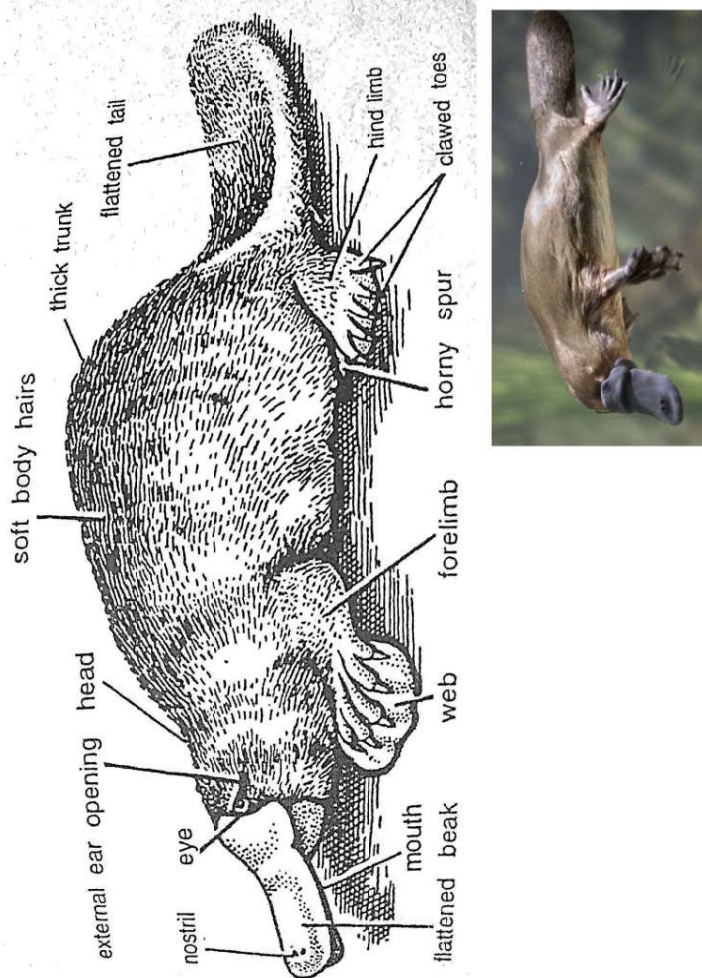 nostril
external ear opening
eye
head
soft body hairs
thick trunk
flattened tail
hind limb
clawed toes
horny spur
forelimb
web
mouth
flattened beak